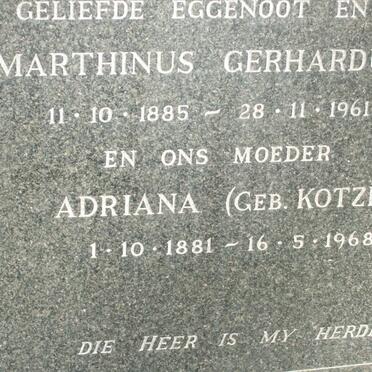 GELIEFDE EGGENOOT EN
MARTHINUS GERHARD
11 · 10 · 1885 ~ 28 · 11 · 1961
EN ONS MOEDER
ADRIANA (GEB. KOTZ
1 · 10 · 1881 ~ 16 · 5 · 1968
DIE HEER IS MY HERD